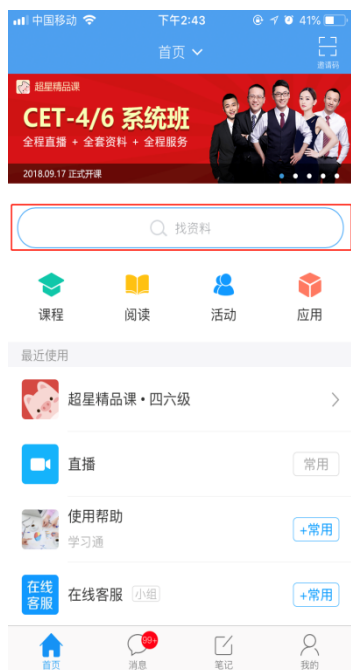 中国移动 下午2:43 41%
首页
邀请码
超星精品课
CET-4/6 系统班
全程直播 + 全套资料 + 全程服务
2018.09.17 正式开课
找资料
课程 阅读 活动 应用
最近使用
超星精品课•四六级
直播 常用
使用帮助
学习通
+常用
在线
客服
在线客服 小组 +常用
99+
首页 消息 笔记 我的